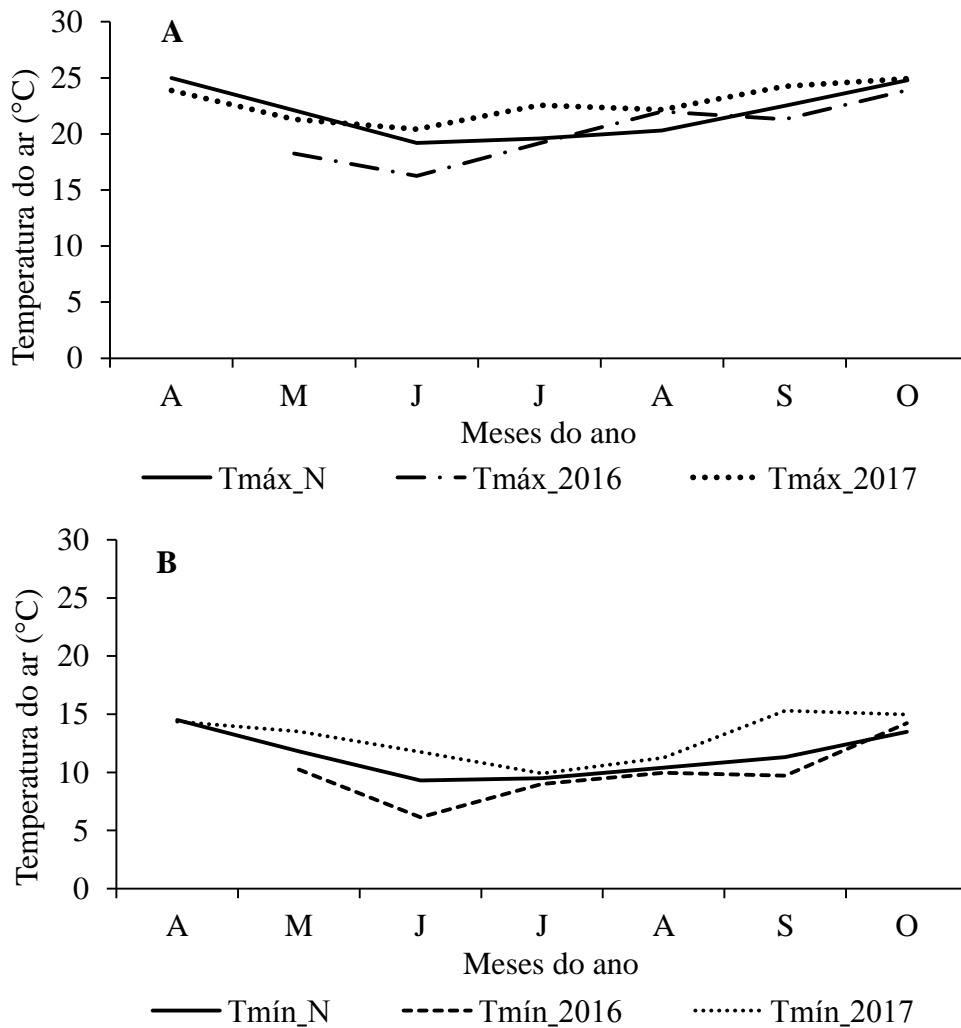 A
Temperatura do ar (°C)
30
25
20
15
10
5
0
A M J J A S O
Meses do ano
Tmáx_N Tmáx_2016 Tmáx_2017
B
Temperatura do ar (°C)
30
25
20
15
10
5
0
A M J J A S O
Meses do ano
Tmín_N Tmín_2016 Tmín_2017